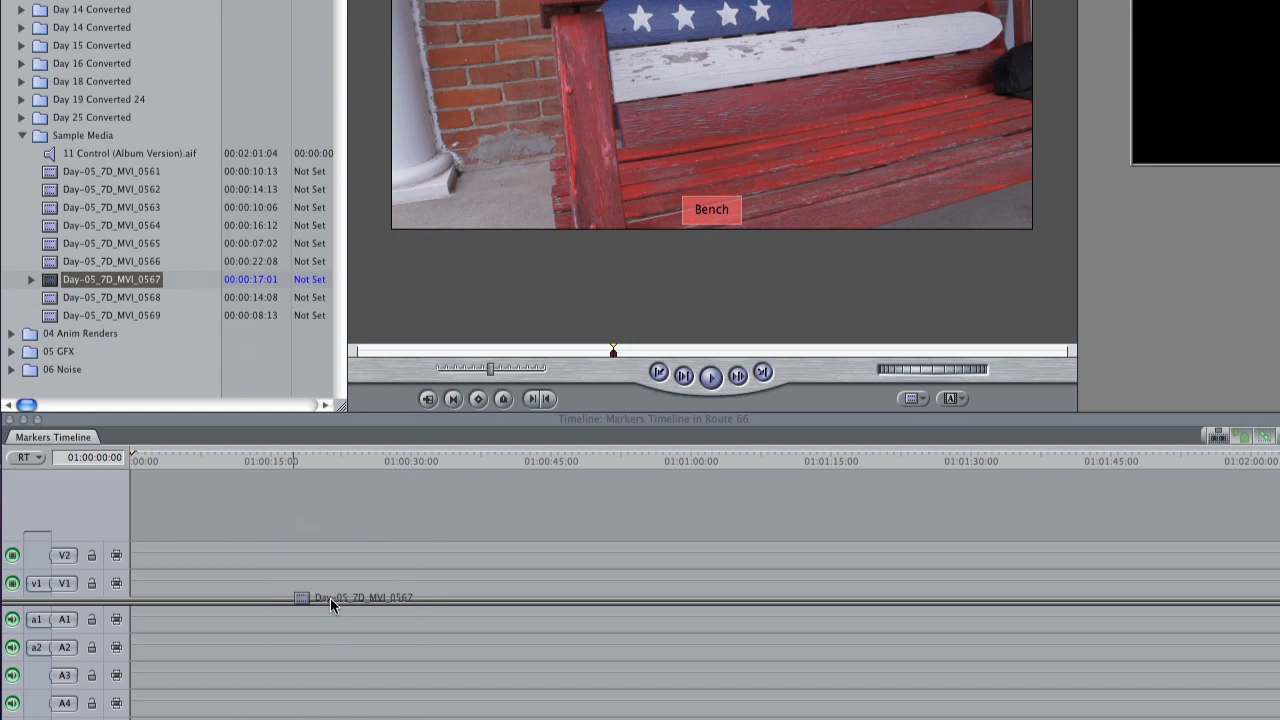 Day 14 Converted
Day 14 Converted
Day 15 Converted
Day 16 Converted
Day 18 Converted
Day 19 Converted 24
Day 25 Converted
Sample Media
11 Control (Album Version).aif 00:02:01:04 00:00:00
Day-05_7D_MVI_0561 00:00:10:13 Not Set
Day-05_7D_MVI_0562 00:00:14:13 Not Set
Day-05_7D_MVI_0563 00:00:10:06 Not Set
Day-05_7D_MVI_0564 00:00:16:12 Not Set
Day-05_7D_MVI_0565 00:00:07:02 Not Set
Day-05_7D_MVI_0566 00:00:22:08 Not Set
Day-05_7D_MVI_0567 00:00:17:01 Not Set
Day-05_7D_MVI_0568 00:00:14:08 Not Set
Day-05_7D_MVI_0569 00:00:08:13 Not Set
04 Anim Renders
05 GFX
06 Noise
Bench
Timeline: Markers Timeline in Route 66
Markers Timeline
RT 01:00:00:00 :00:00 01:00:15:00 01:00:30:00 01:00:45:00 01:01:00:00 01:01:15:00 01:01:30:00 01:01:45:00 01:02:00:00
V2
v1 V1
Day-05_7D_MVI_0567
a1 A1
a2 A2
A3
A4